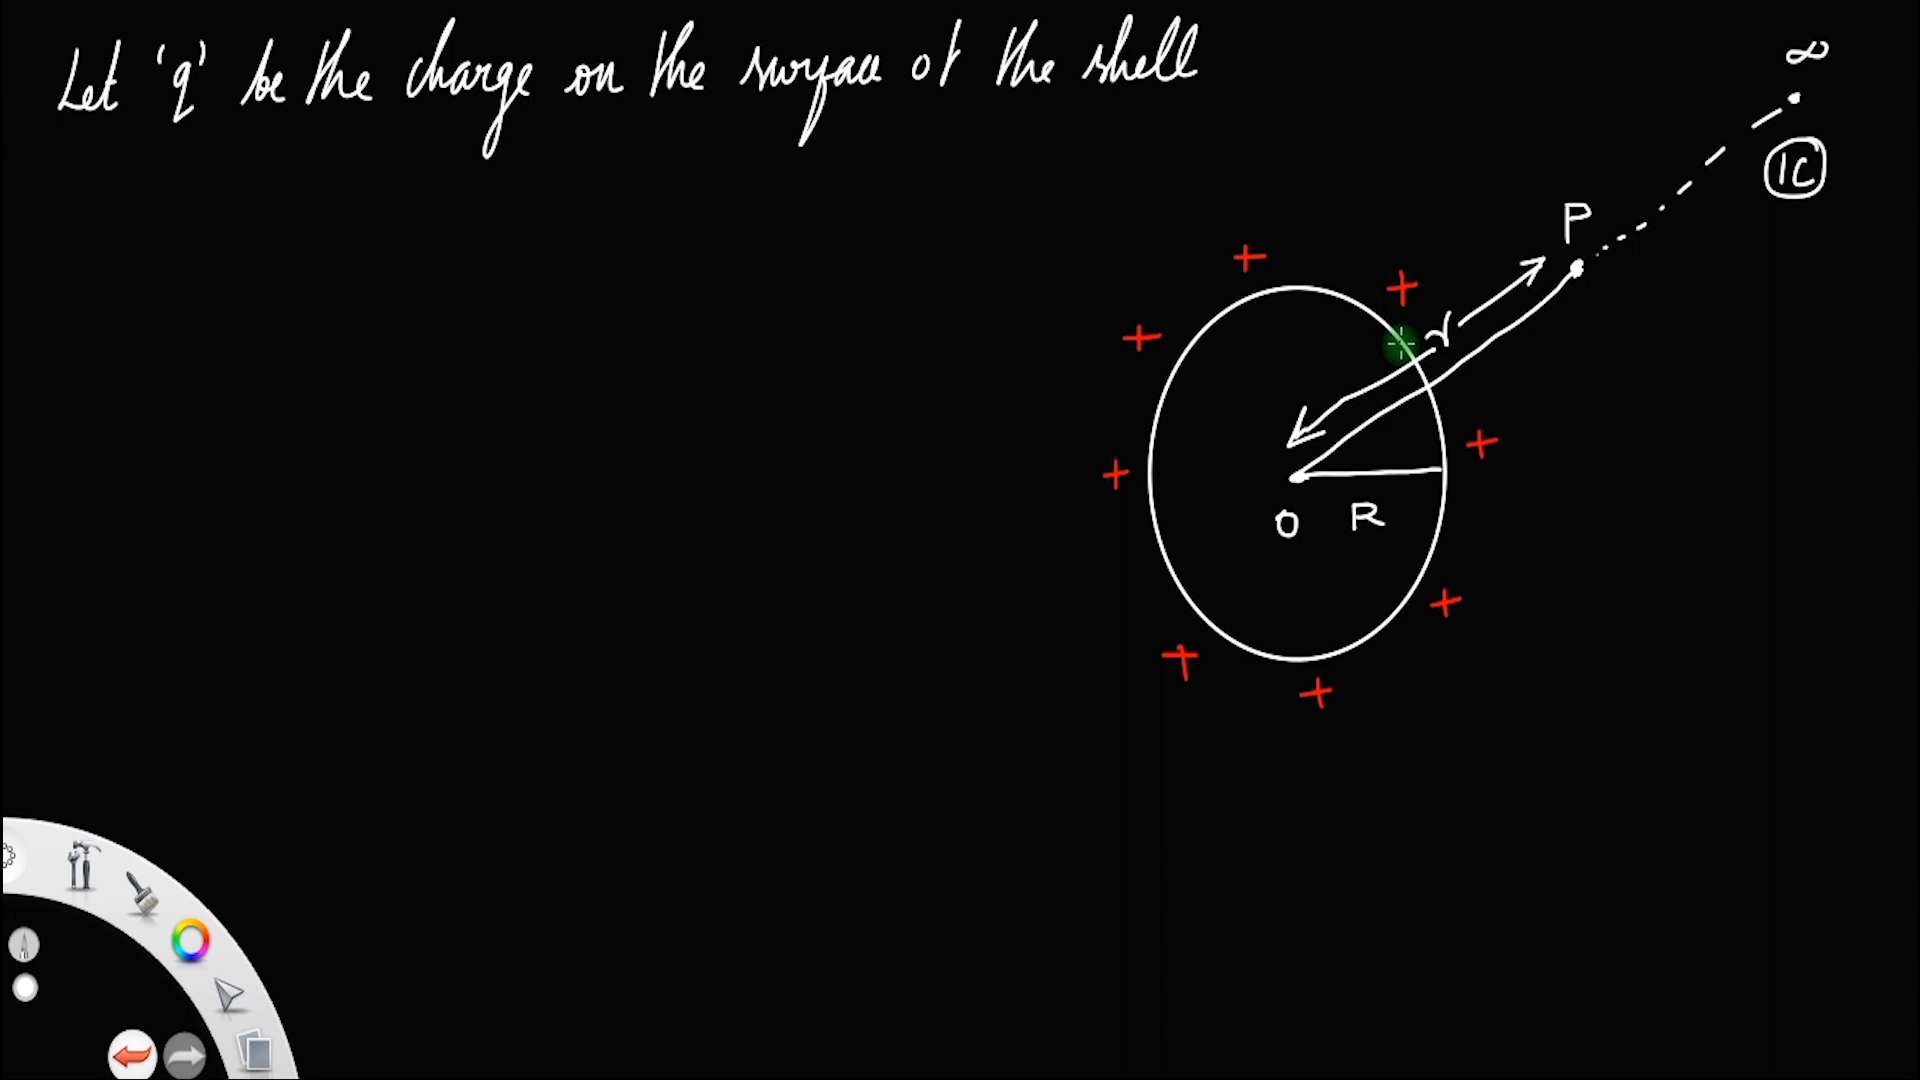 Let 'q' be the charge on the surface of the shell
∞
1C
P
r
O R